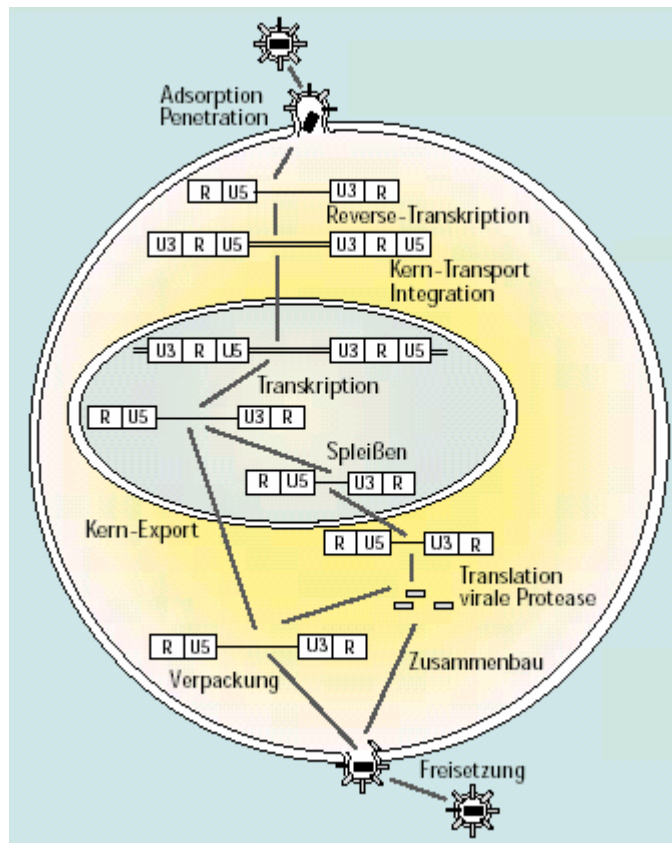 Adsorption
Penetration
R U5 U3 R
Reverse-Transkription
U3 R U5 U3 R U5
Kern-Transport
Integration
U3 R U5 U3 R U5
Transkription
R U5 U3 R
Spleißen
R U5 U3 R
Kern-Export
R U5 U3 R
Translation
virale Protease
R U5 U3 R
Verpackung
Zusammenbau
Freisetzung